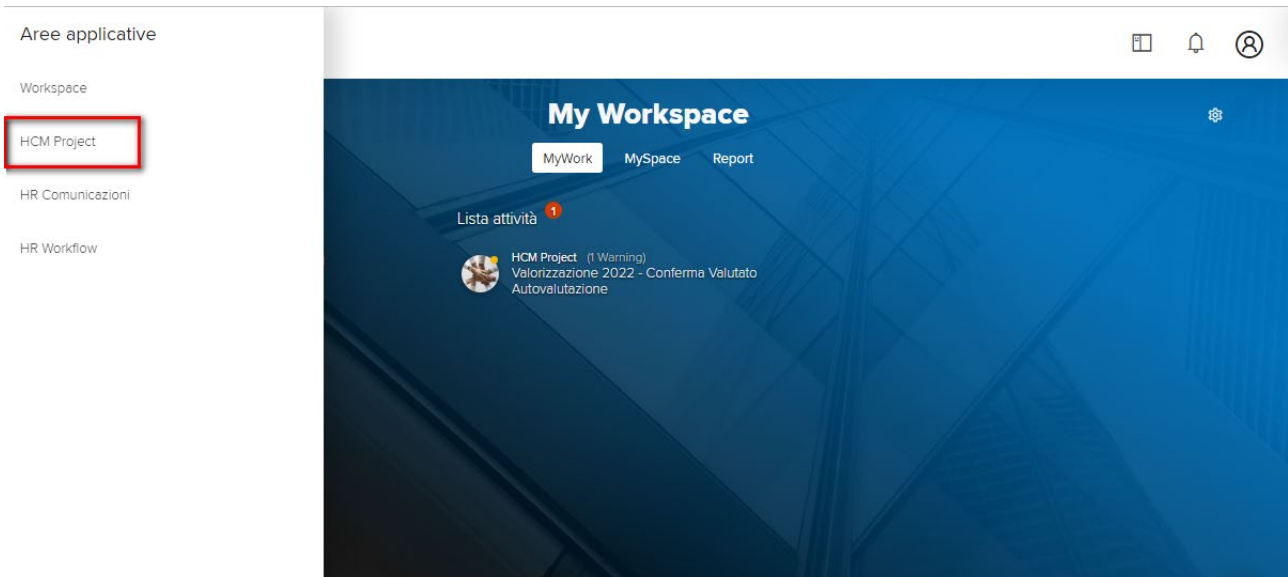 Aree applicative
Workspace
HCM Project
HR Comunicazioni
HR Workflow
My Workspace
MyWork MySpace Report
Lista attività 1
HCM Project (1 Warning)
Valorizzazione 2022 - Conferma Valutato
Autovalutazione